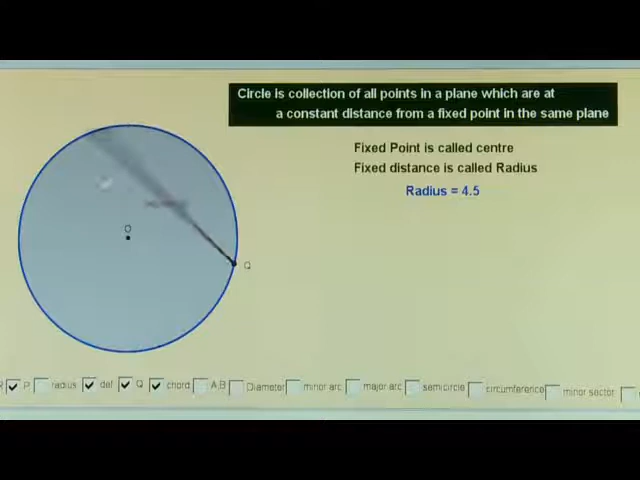 Circle is collection of all points in a plane which are at
a constant distance from a fixed point in the same plane
Fixed Point is called centre
Fixed distance is called Radius
Radius = 4.5
O
Q
P radius def Q chord A,B Diameter minor arc major arc semicircle circumference minor sector